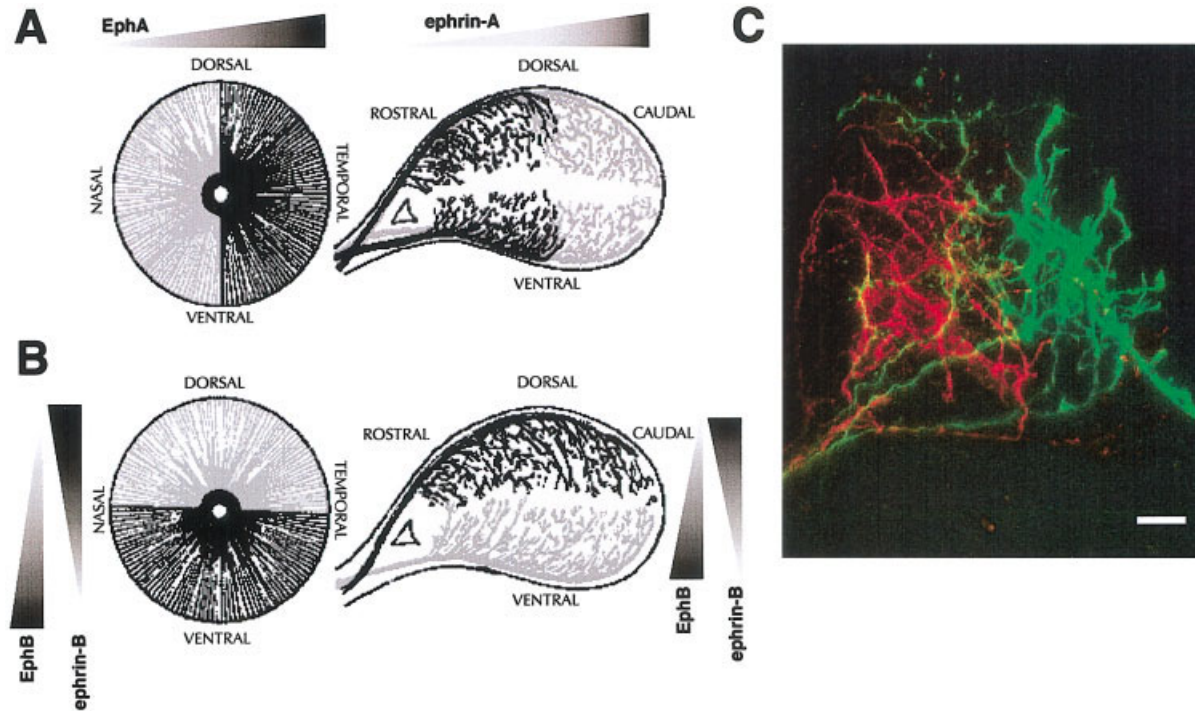 A
EphA
ephrin-A
C
DORSAL
DORSAL
ROSTRAL
CAUDAL
NASAL
TEMPORAL
VENTRAL
VENTRAL
B
DORSAL
DORSAL
ROSTRAL
CAUDAL
NASAL
TEMPORAL
VENTRAL
VENTRAL
EphB
ephrin-B
EphB
ephrin-B